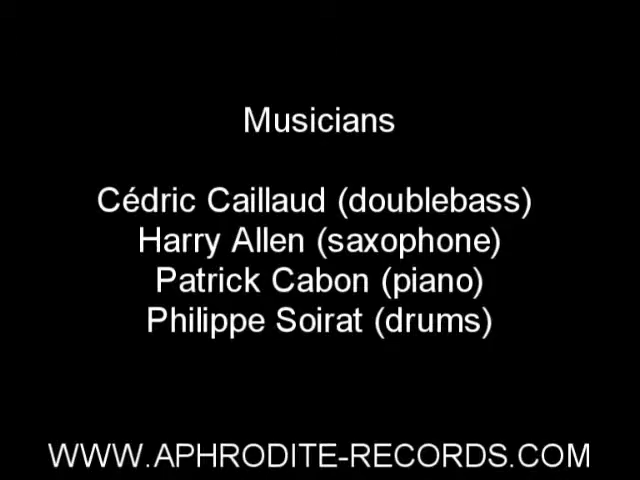 Musicians
Cédric Caillaud (doublebass)
Harry Allen (saxophone)
Patrick Cabon (piano)
Philippe Soirat (drums)
WWW.APHRODITE-RECORDS.COM